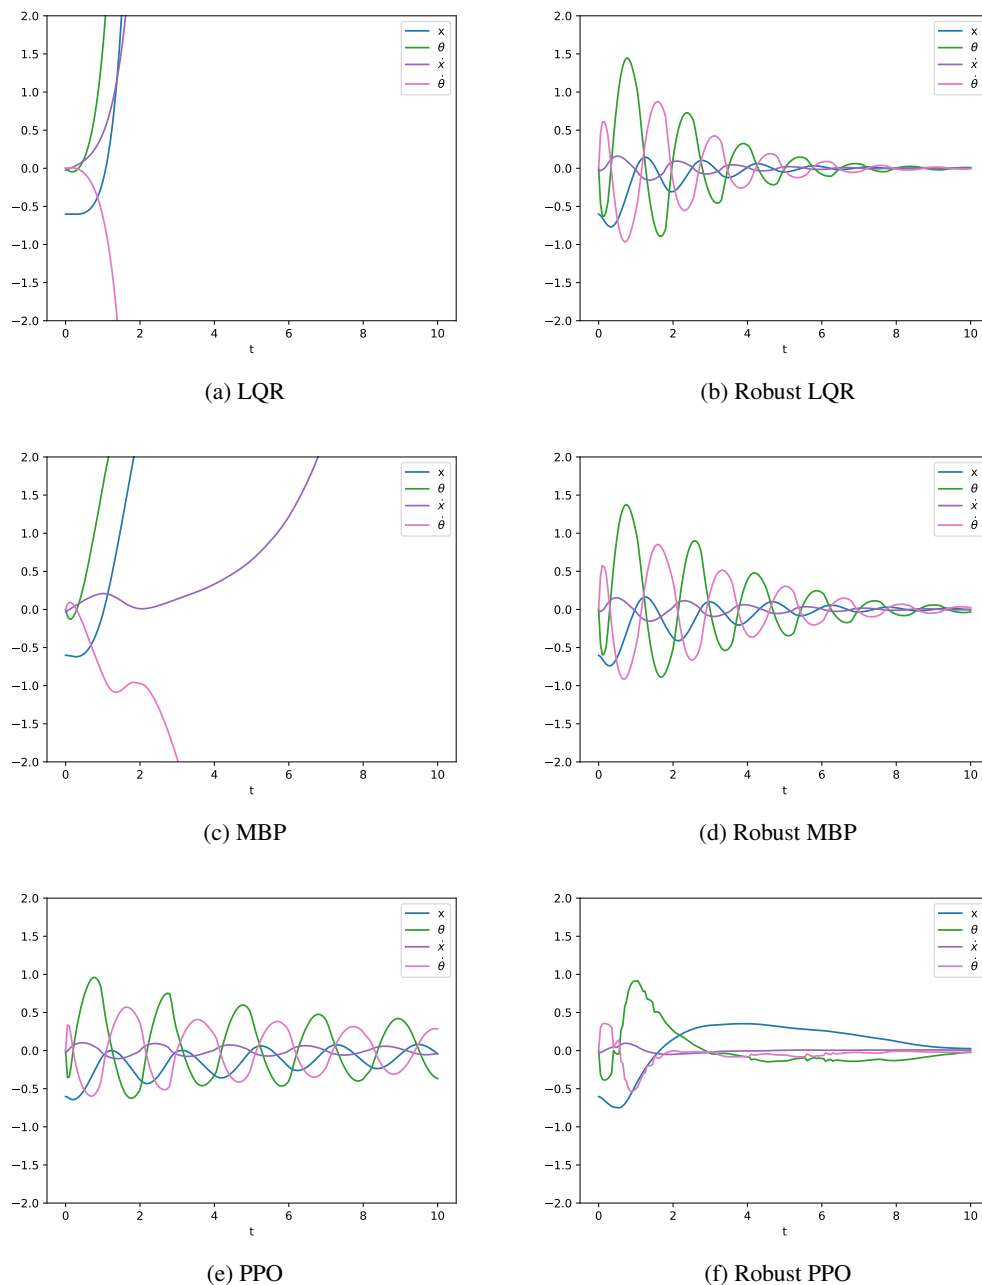 2.0
1.5
1.0
0.5
0.0
−0.5
−1.0
−1.5
−2.0
0 2 4 6 8 10
t
x
θ
ẋ
θ̇
(a) LQR
2.0
1.5
1.0
0.5
0.0
−0.5
−1.0
−1.5
−2.0
0 2 4 6 8 10
t
x
θ
ẋ
θ̇
(b) Robust LQR
2.0
1.5
1.0
0.5
0.0
−0.5
−1.0
−1.5
−2.0
0 2 4 6 8 10
t
x
θ
ẋ
θ̇
(c) MBP
2.0
1.5
1.0
0.5
0.0
−0.5
−1.0
−1.5
−2.0
0 2 4 6 8 10
t
x
θ
ẋ
θ̇
(d) Robust MBP
2.0
1.5
1.0
0.5
0.0
−0.5
−1.0
−1.5
−2.0
0 2 4 6 8 10
t
x
θ
ẋ
θ̇
(e) PPO
2.0
1.5
1.0
0.5
0.0
−0.5
−1.0
−1.5
−2.0
0 2 4 6 8 10
t
x
θ
ẋ
θ̇
(f) Robust PPO